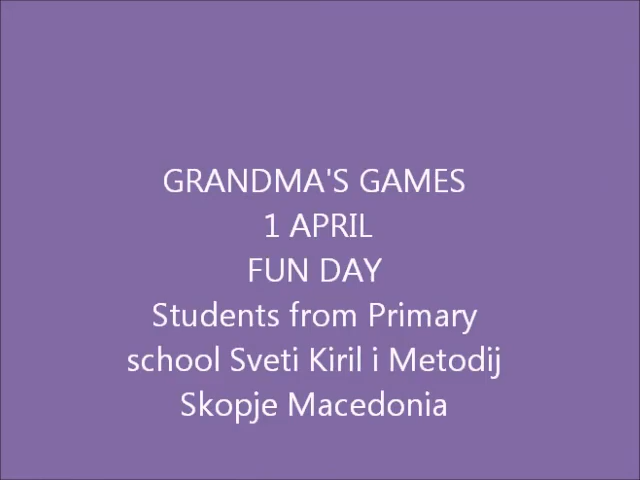 GRANDMA'S GAMES
1 APRIL
FUN DAY
Students from Primary
school Sveti Kiril i Metodij
Skopje Macedonia